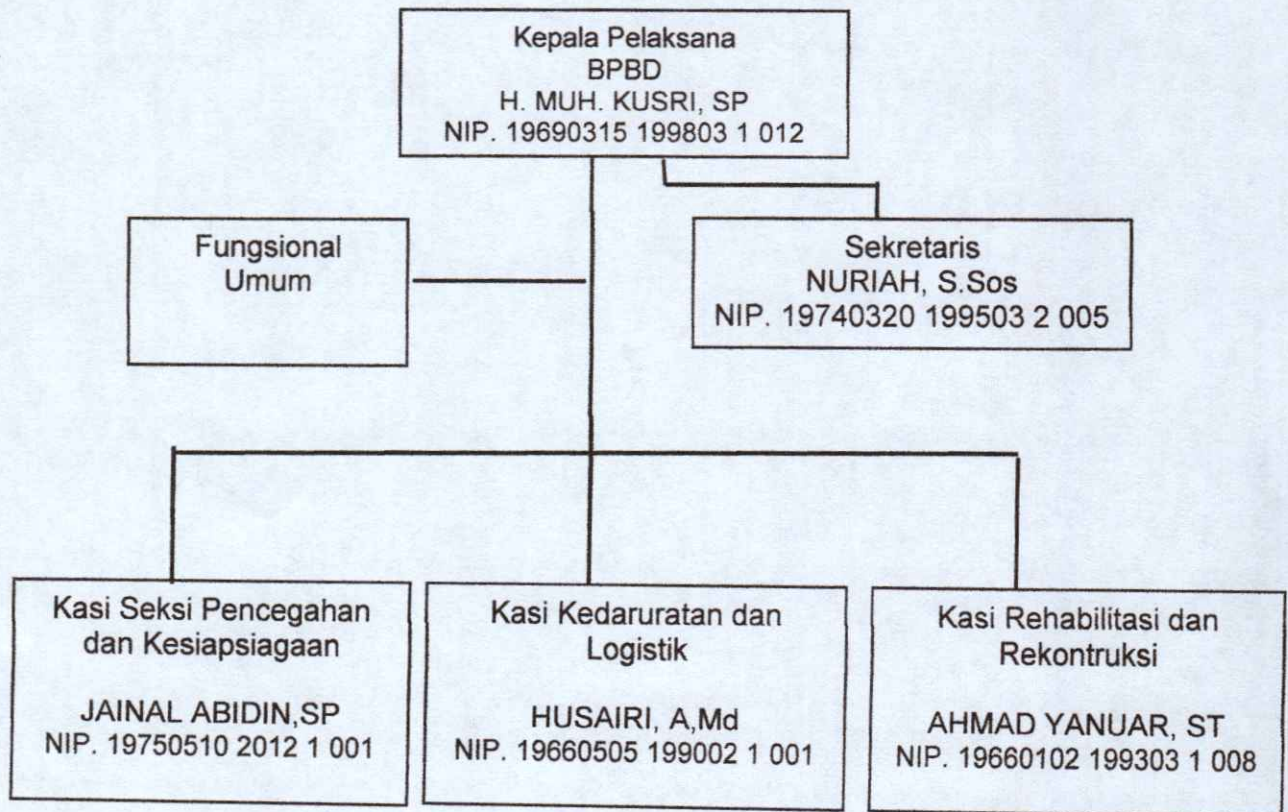 Kepala Pelaksana
BPBD
H. MUH. KUSRI, SP
NIP. 19690315 199803 1 012
Fungsional
Umum
Sekretaris
NURIAH, S.Sos
NIP. 19740320 199503 2 005
Kasi Seksi Pencegahan
dan Kesiapsiagaan
JAINAL ABIDIN,SP
NIP. 19750510 2012 1 001
Kasi Kedaruratan dan
Logistik
HUSAIRI, A,Md
NIP. 19660505 199002 1 001
Kasi Rehabilitasi dan
Rekontruksi
AHMAD YANUAR, ST
NIP. 19660102 199303 1 008